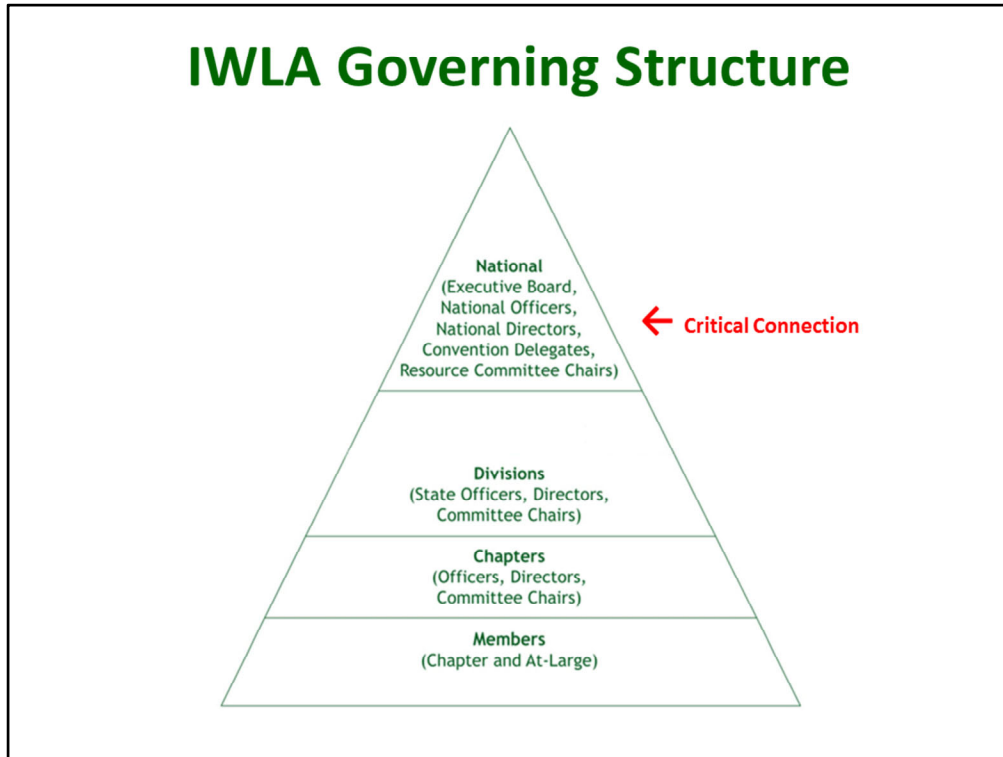 IWLA Governing Structure
National
(Executive Board,
National Officers,
National Directors,
Convention Delegates,
Resource Committee Chairs)
← Critical Connection
Divisions
(State Officers, Directors,
Committee Chairs)
Chapters
(Officers, Directors,
Committee Chairs)
Members
(Chapter and At-Large)